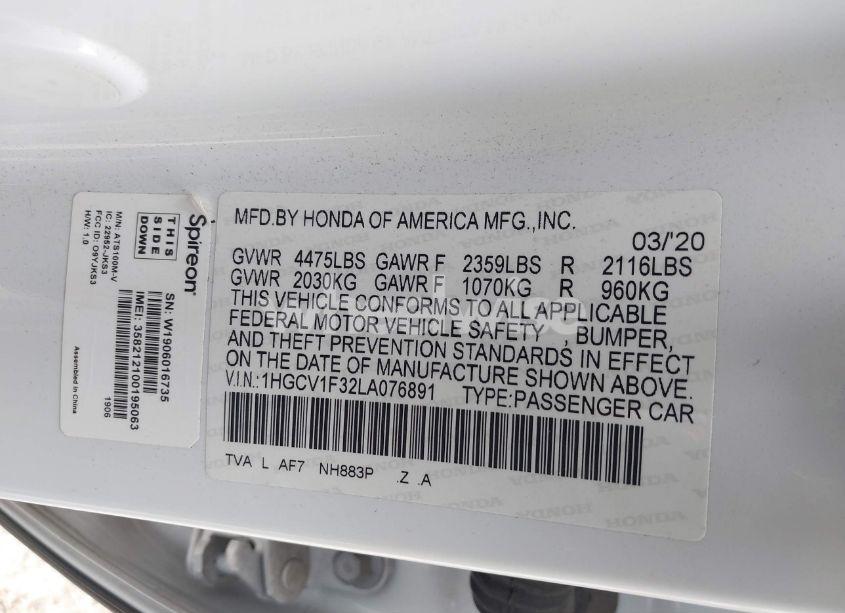 MFD.BY HONDA OF AMERICA MFG.,INC.
03/'20
GVWR 4475LBS GAWR F 2359LBS R 2116LBS
GVWR 2030KG GAWR F 1070KG R 960KG
THIS VEHICLE CONFORMS TO ALL APPLICABLE
FEDERAL MOTOR VEHICLE SAFETY , BUMPER,
AND THEFT PREVENTION STANDARDS IN EFFECT
ON THE DATE OF MANUFACTURE SHOWN ABOVE.
V.I.N.:1HGCV1F32LA076891 TYPE:PASSENGER CAR
TVA L AF7 NH883P .Z .A
Spireon
THIS
SIDE
DOWN
M/N: ATS100M-V
IC: 22952-JKS3
FCC ID: O9YJKS3
H/W: 1.0
SN: W1906016735
IMEI: 358212100195063
Assembled in China
1906